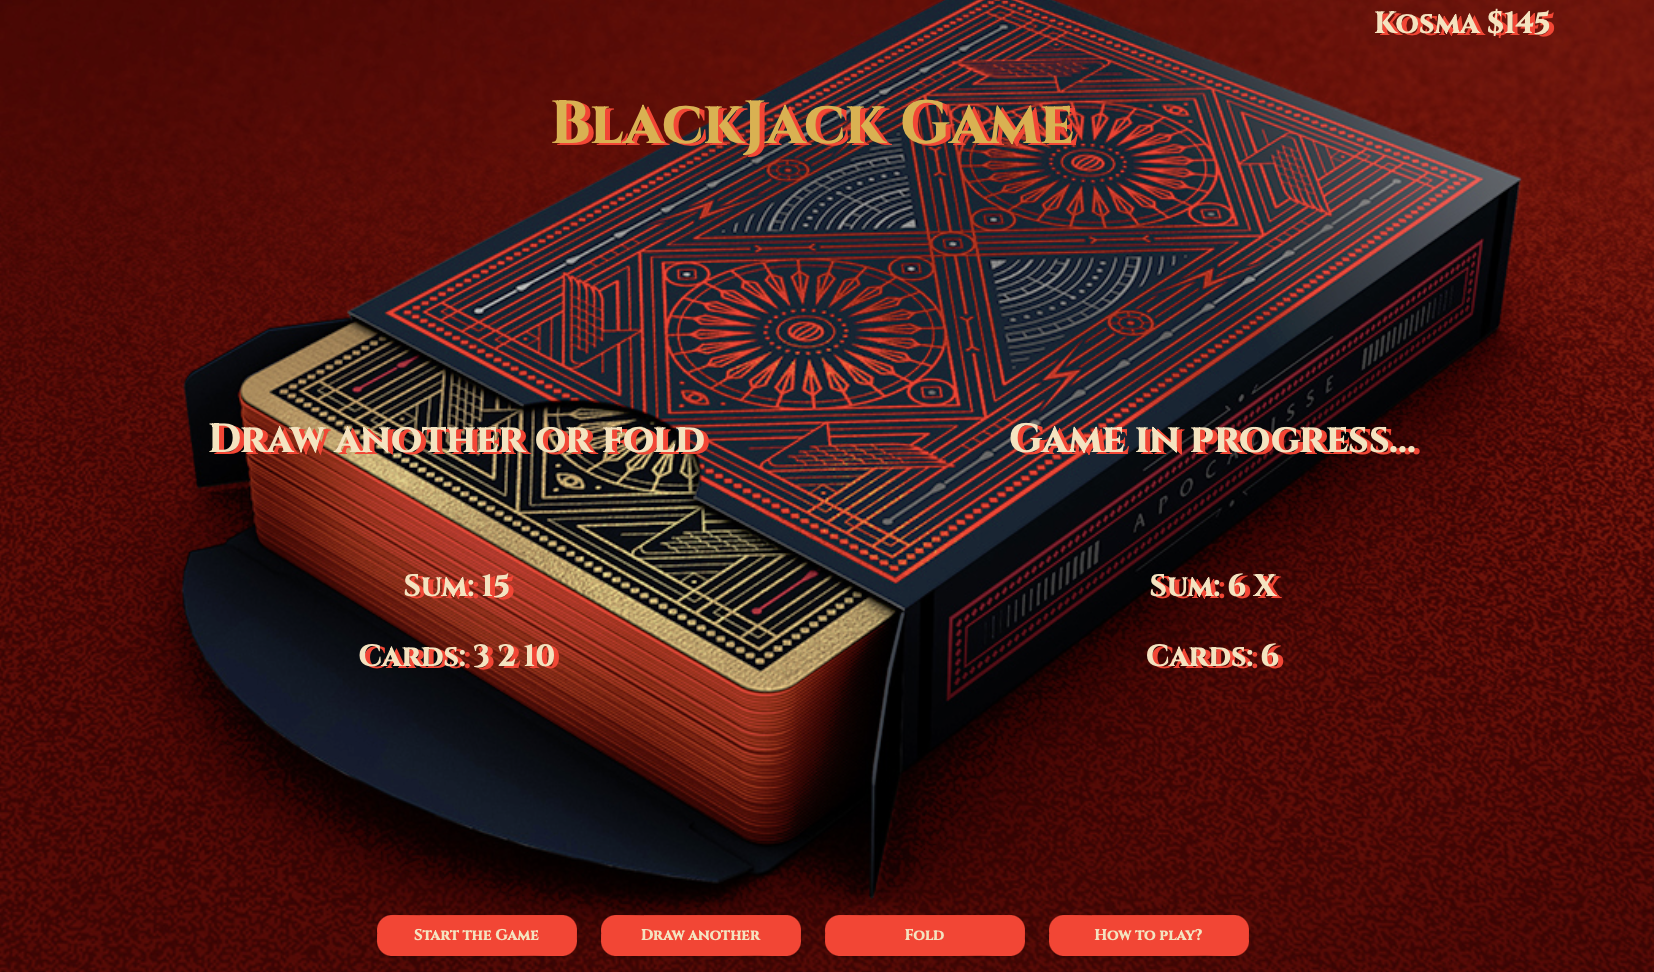 Kosma $145
BlackJack Game
Draw another or fold
Game in progress...
Sum: 15
Sum: 6 X
Cards: 3 2 10
Cards: 6
APOCALISSE
Start the Game
Draw another
Fold
How to play?